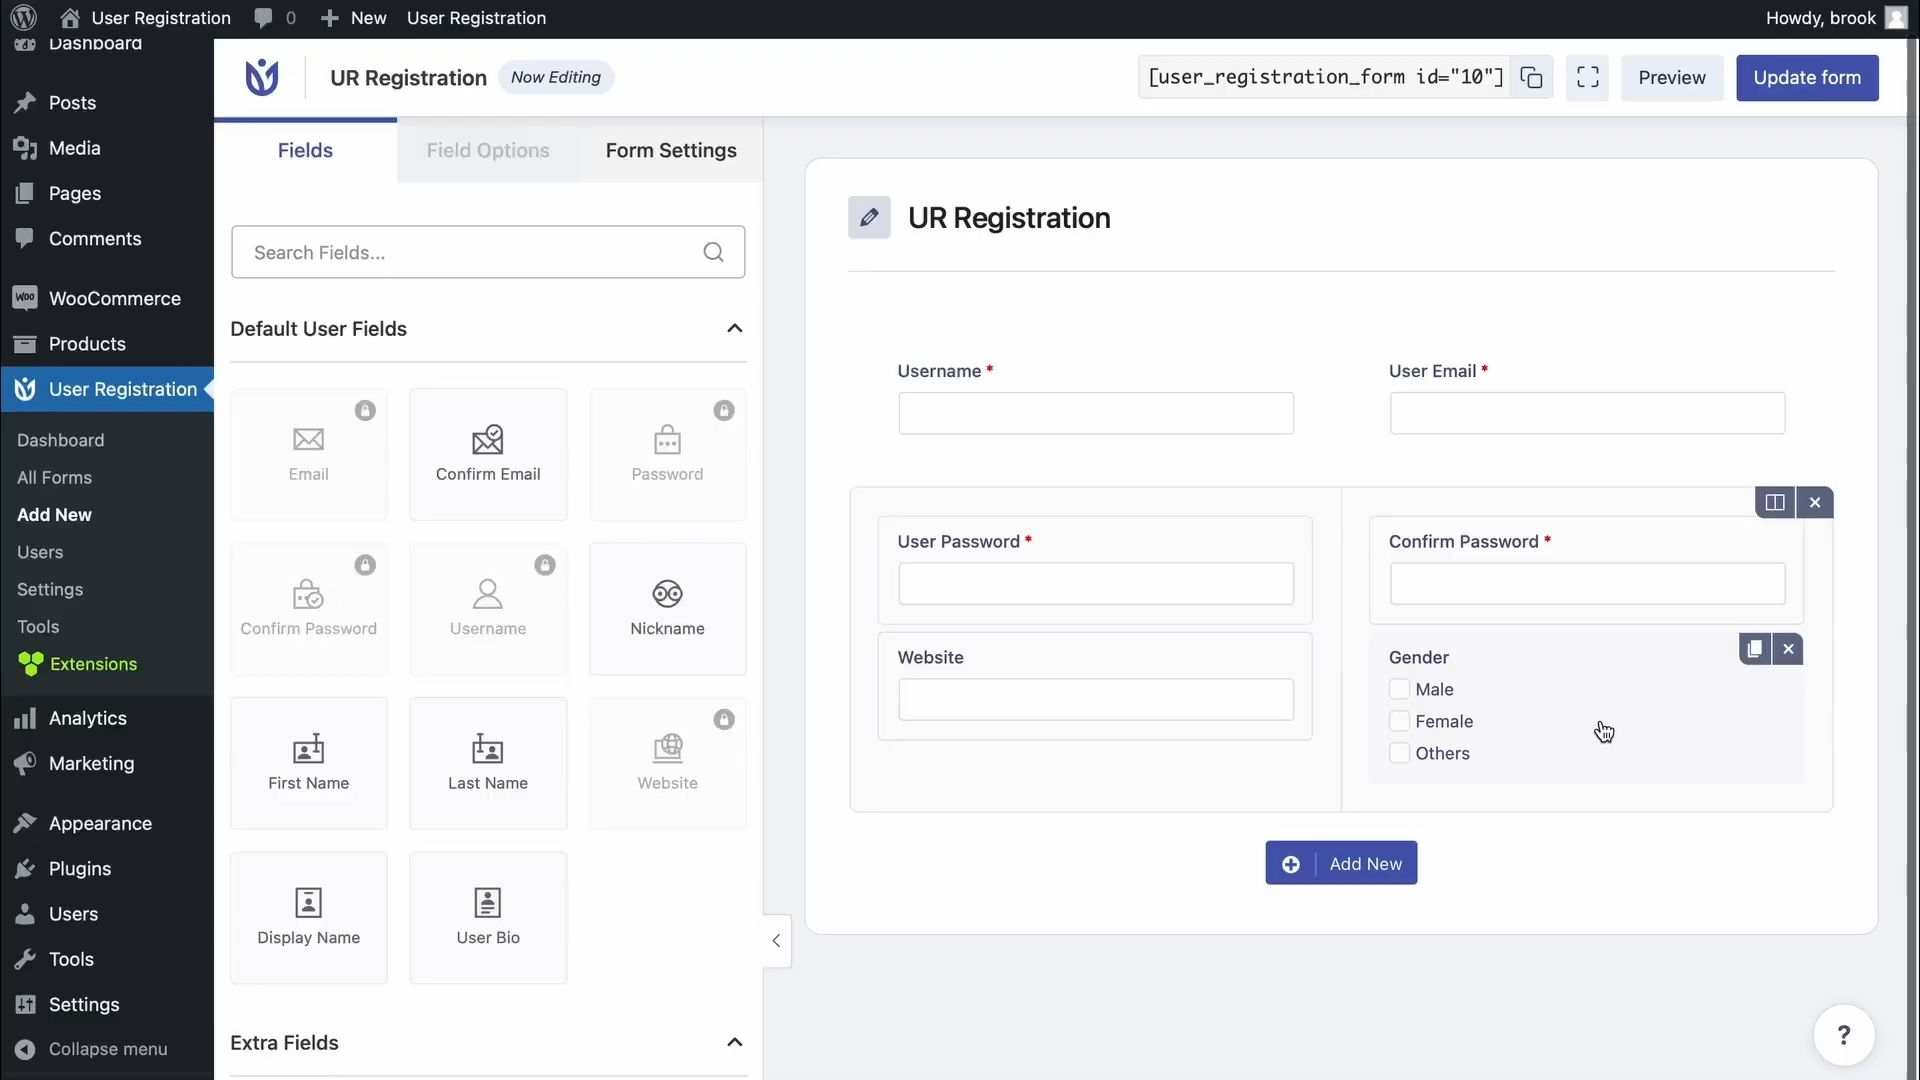 User Registration
0
New
User Registration
Howdy, brook
Dashboard
Posts
Media
Pages
Comments
WooCommerce
Products
User Registration
Dashboard
All Forms
Add New
Users
Settings
Tools
Extensions
Analytics
Marketing
Appearance
Plugins
Users
Tools
Settings
Collapse menu
UR Registration
Now Editing
[user_registration_form id="10"]
Preview
Update form
Fields
Field Options
Form Settings
Search Fields...
Default User Fields
Email
Confirm Email
Password
Confirm Password
Username
Nickname
First Name
Last Name
Website
Display Name
User Bio
Extra Fields
UR Registration
Username *
User Email *
User Password *
Confirm Password *
Website
Gender
Male
Female
Others
Add New
?